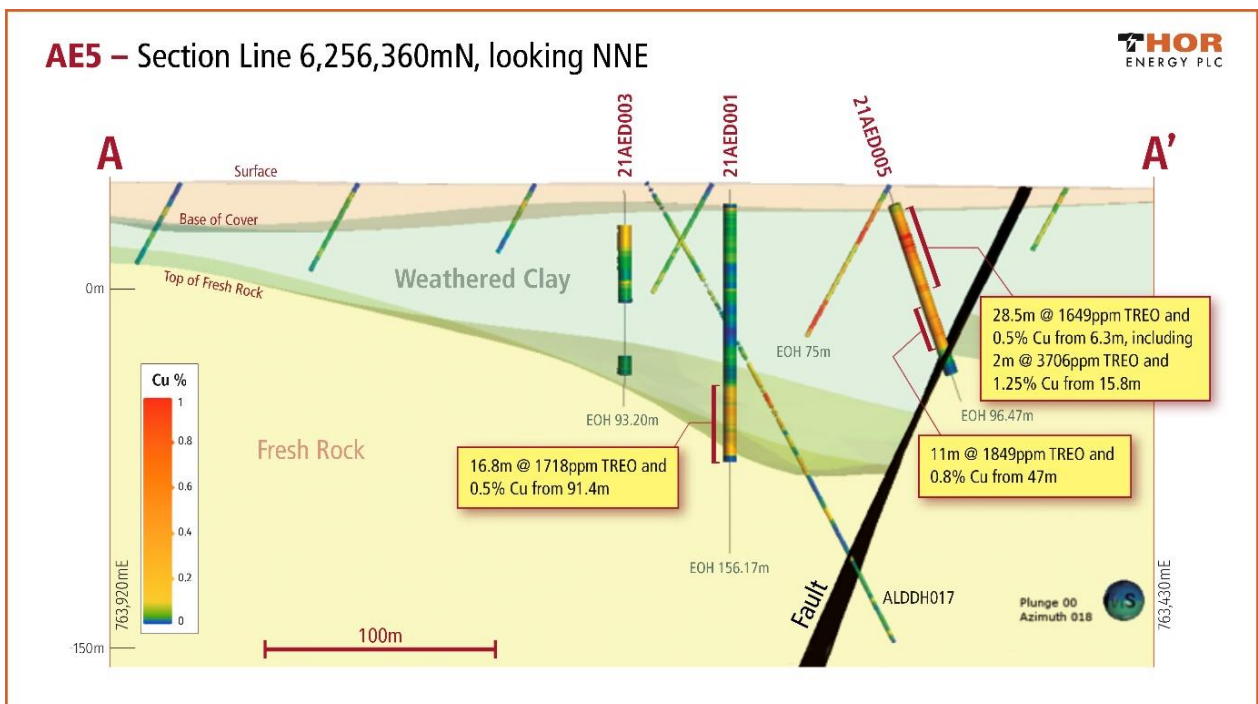 AE5 – Section Line 6,256,360mN, looking NNE
THOR
ENERGY PLC
A
21AED003
21AED001
21AED005
A'
Surface
Base of Cover
Top of Fresh Rock
Weathered Clay
0m
EOH 75m
28.5m @ 1649ppm TREO and
0.5% Cu from 6.3m, including
2m @ 3706ppm TREO and
1.25% Cu from 15.8m
Cu %
1
0.8
0.6
0.4
0.2
0
EOH 93.20m
EOH 96.47m
Fresh Rock
16.8m @ 1718ppm TREO and
0.5% Cu from 91.4m
11m @ 1849ppm TREO and
0.8% Cu from 47m
EOH 156.17m
763,920mE
Fault
ALDDH017
Plunge 00
Azimuth 018
763,430mE
100m
-150m